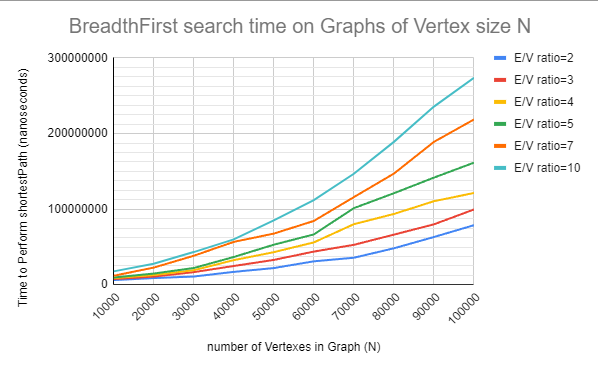 BreadthFirst search time on Graphs of Vertex size N
Time to Perform shortestPath (nanoseconds)
300000000
200000000
100000000
0
10000
20000
30000
40000
50000
60000
70000
80000
90000
100000
number of Vertexes in Graph (N)
E/V ratio=2
E/V ratio=3
E/V ratio=4
E/V ratio=5
E/V ratio=7
E/V ratio=10